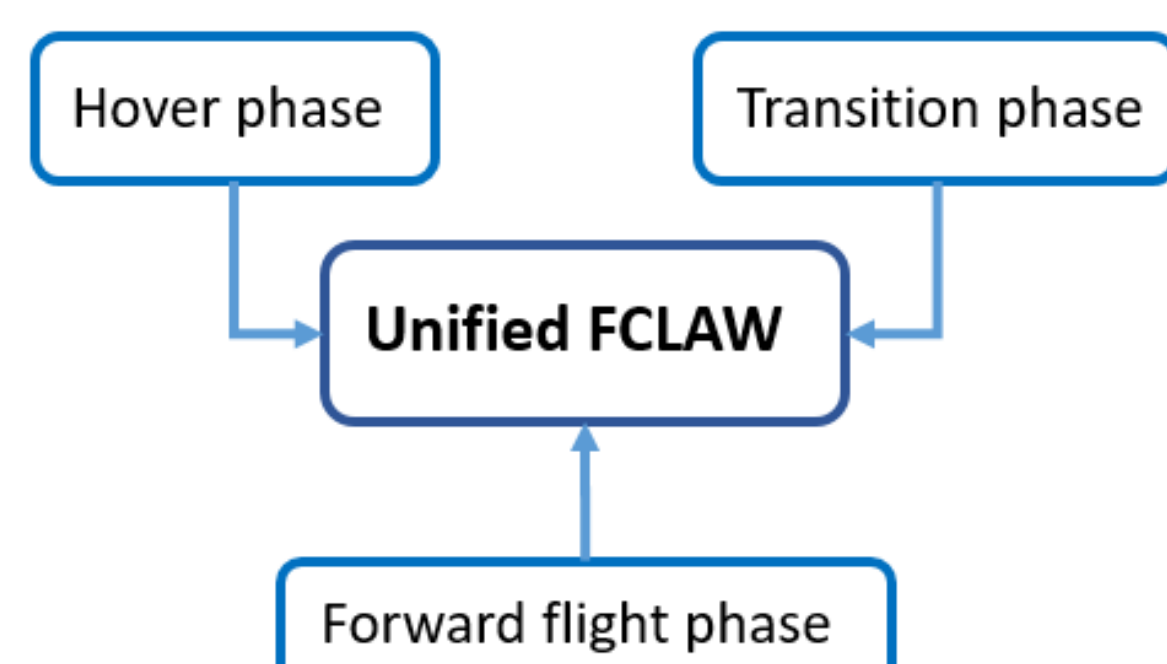 Hover phase
Transition phase
Unified FCLAW
Forward flight phase